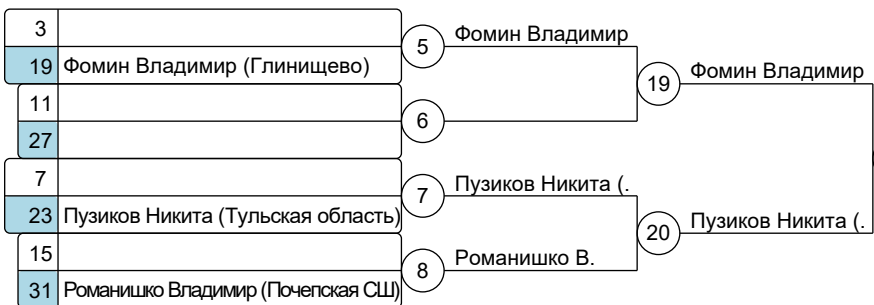 3
19 Фомин Владимир (Глинищево)
5
Фомин Владимир
11
27
6
19
Фомин Владимир
7
23 Пузиков Никита (Тульская область)
7
Пузиков Никита (.
15
31 Романишко Владимир (Почепская СШ)
8
Романишко В.
20
Пузиков Никита (.